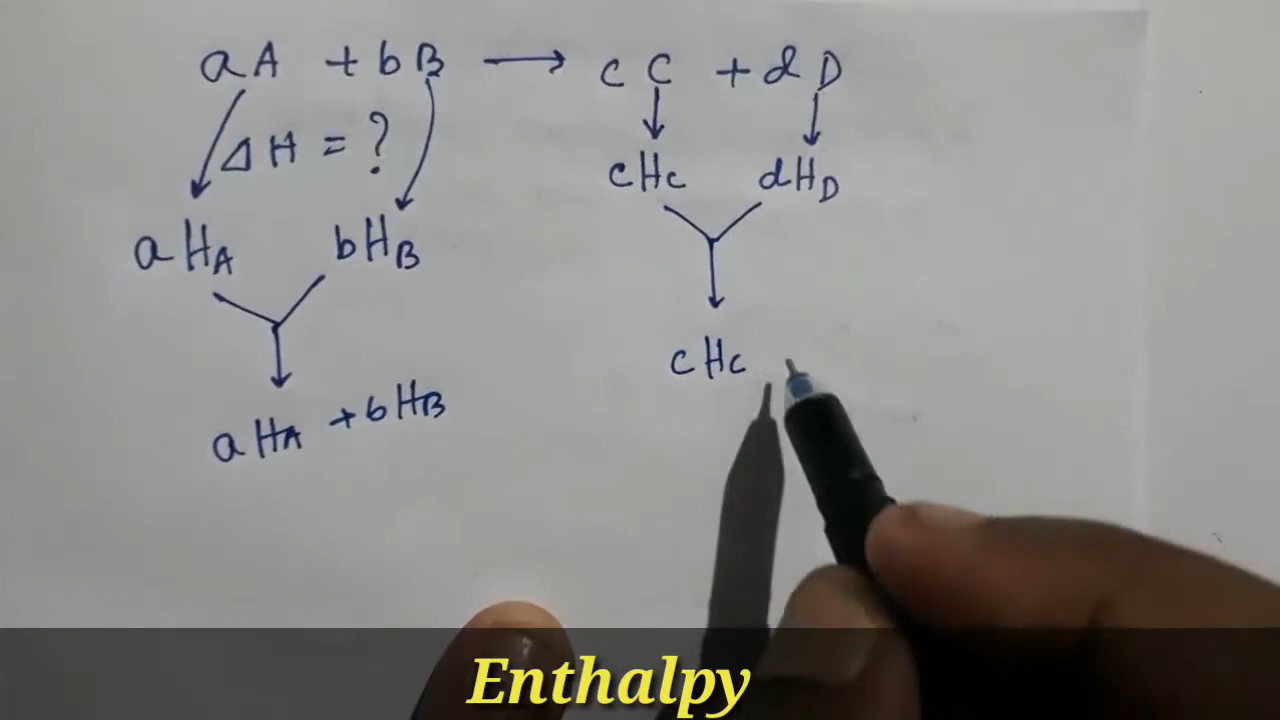 aA + bB → cC + dD
ΔH = ?
cHc dHD
aHA bHB
cHc
aHA + bHB
Enthalpy